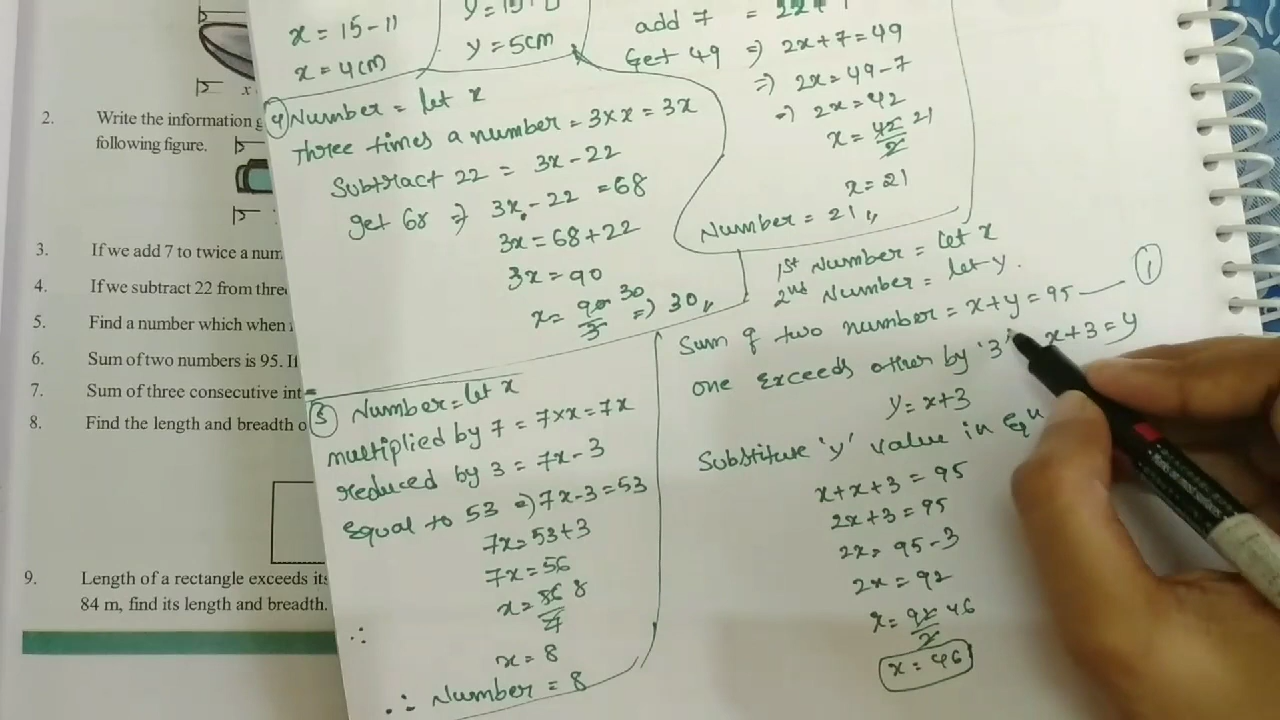 x
2. Write the information g
following figure.
3. If we add 7 to twice a num
4. If we subtract 22 from three
5. Find a number which when
6. Sum of two numbers is 95. If
7. Sum of three consecutive int
8. Find the length and breadth o
9. Length of a rectangle exceeds its
84 m, find its length and breadth.
x = 15 - 11
x = 4cm
y = 5cm
add 7
Get 49 ⇒ 2x + 7 = 49
⇒ 2x = 49 - 7
⇒ 2x = 42
x = 42/2 21
x = 21
Number = 21
④ Number = let x
Three times a number = 3 × x = 3x
Subtract 22 = 3x - 22
get 68 ⇒ 3x - 22 = 68
3x = 68 + 22
3x = 90
x = 90/3 30 ⇒ 30
⑤ Number = let x
multiplied by 7 = 7 × x = 7x
reduced by 3 = 7x - 3
Equal to 53 ⇒ 7x - 3 = 53
7x = 53 + 3
7x = 56
x = 56/7 8
x = 8
∴ Number = 8
1st Number = let x
2nd Number = let y.
Sum of two number = x + y = 95 — ①
one exceeds other by '3' x + 3 = y
y = x + 3
Substitute 'y' value in Equ
x + x + 3 = 95
2x + 3 = 95
2x = 95 - 3
2x = 92
x = 92/2 46
x = 46